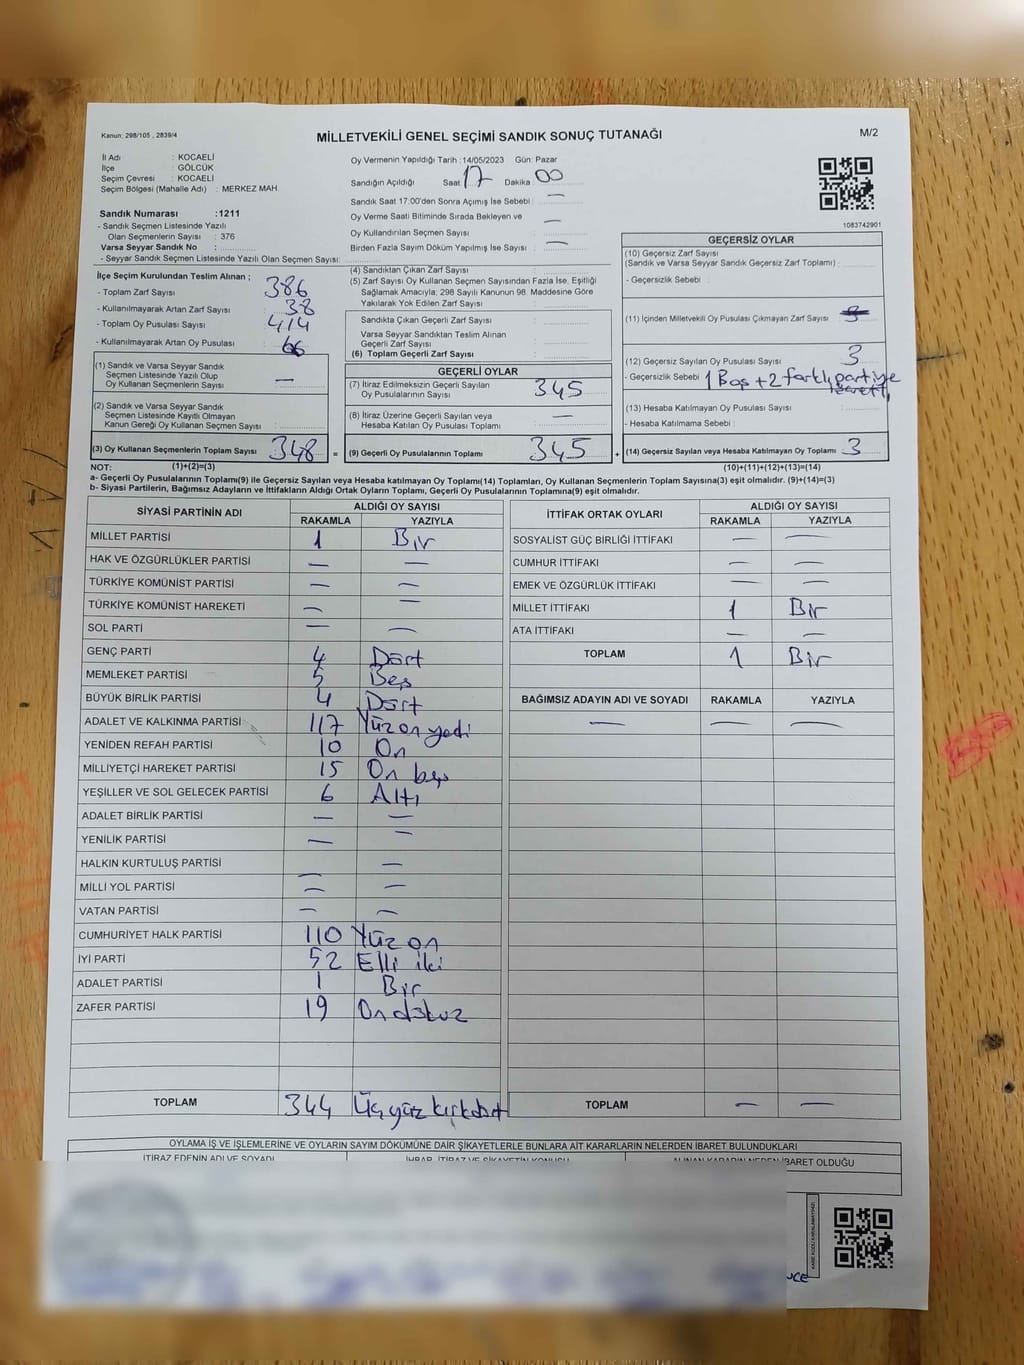 Kanun; 298/105 , 2839/4
MİLLETVEKİLİ GENEL SEÇİMİ SANDIK SONUÇ TUTANAĞI
M/2
İl Adı : KOCAELİ
İlçe : GÖLCÜK
Seçim Çevresi : KOCAELİ
Seçim Bölgesi (Mahalle Adı) : MERKEZ MAH.
Oy Vermenin Yapıldığı Tarih : 14/05/2023 Gün: Pazar
Sandığın Açıldığı Saat 17 Dakika 00
Sandık Saat 17:00'den Sonra Açımış İse Sebebi : —
Oy Verme Saati Bitiminde Sırada Bekleyen ve
Oy Kullandırılan Seçmen Sayısı : —
Birden Fazla Sayım Döküm Yapılmış İse Sayısı : —
1083742901
Sandık Numarası :1211
- Sandık Seçmen Listesinde Yazılı
Olan Seçmenlerin Sayısı : 376
Varsa Seyyar Sandık No :
- Seyyar Sandık Seçmen Listesinde Yazılı Olan Seçmen Sayısı:
İlçe Seçim Kurulundan Teslim Alınan ;
- Toplam Zarf Sayısı 386
- Kullanılmayarak Artan Zarf Sayısı : 38
- Toplam Oy Pusulası Sayısı : 414
- Kullanılmayarak Artan Oy Pusulası : 66
(1) Sandık ve Varsa Seyyar Sandık
Seçmen Listesinde Yazılı Olup
Oy Kullanan Seçmenlerin Sayısı : —
(2) Sandık ve Varsa Seyyar Sandık
Seçmen Listesinde Kayıtlı Olmayan
Kanun Gereği Oy Kullanan Seçmen Sayısı :
(3) Oy Kullanan Seçmenlerin Toplam Sayısı 348 =
(4) Sandıktan Çıkan Zarf Sayısı :
(5) Zarf Sayısı Oy Kullanan Seçmen Sayısından Fazla İse, Eşitliği
Sağlamak Amacıyla; 298 Sayılı Kanunun 98. Maddesine Göre
Yakılarak Yok Edilen Zarf Sayısı :
Sandıkta Çıkan Geçerli Zarf Sayısı :
Varsa Seyyar Sandıktan Teslim Alınan
Geçerli Zarf Sayısı :
(6) Toplam Geçerli Zarf Sayısı :
GEÇERLİ OYLAR
(7) İtiraz Edilmeksizin Geçerli Sayılan
Oy Pusulalarının Sayısı : 345
(8) İtiraz Üzerine Geçerli Sayılan veya
Hesaba Katılan Oy Pusulası Toplamı : —
(9) Geçerli Oy Pusulalarının Toplamı 345 +
GEÇERSİZ OYLAR
(10) Geçersiz Zarf Sayısı
(Sandık ve Varsa Seyyar Sandık Geçersiz Zarf Toplamı) :
- Geçersizlik Sebebi :
(11) İçinden Milletvekili Oy Pusulası Çıkmayan Zarf Sayısı :
(12) Geçersiz Sayılan Oy Pusulası Sayısı : 3
- Geçersizlik Sebebi : 1 Boş + 2 farklı partiye
(13) Hesaba Katılmayan Oy Pusulası Sayısı :
- Hesaba Katılmama Sebebi :
(14) Geçersiz Sayılan veya Hesaba Katılmayan Oy Toplamı : 3
NOT: (1)+(2)=(3) (10)+(11)+(12)+(13)=(14)
a- Geçerli Oy Pusulalarının Toplamı(9) ile Geçersiz Sayılan veya Hesaba Katılmayan Oy Toplamı(14) Toplamları, Oy Kullanan Seçmenlerin Toplam Sayısına(3) eşit olmalıdır. (9)+(14)=(3)
b- Siyasi Partilerin, Bağımsız Adayların ve İttifakların Aldığı Ortak Oyların Toplamı, Geçerli Oy Pusulalarının Toplamına(9) eşit olmalıdır.
SİYASİ PARTİNİN ADI ALDIĞI OY SAYISI
RAKAMLA YAZIYLA
MİLLET PARTİSİ 1 Bir
HAK VE ÖZGÜRLÜKLER PARTİSİ — —
TÜRKİYE KOMÜNİST PARTİSİ — —
TÜRKİYE KOMÜNİST HAREKETİ — —
SOL PARTİ — —
GENÇ PARTİ 4 Dört
MEMLEKET PARTİSİ 5 Beş
BÜYÜK BİRLİK PARTİSİ 4 Dört
ADALET VE KALKINMA PARTİSİ 117 Yüz on yedi
YENİDEN REFAH PARTİSİ 10 On
MİLLİYETÇİ HAREKET PARTİSİ 15 On beş
YEŞİLLER VE SOL GELECEK PARTİSİ 6 Altı
ADALET BİRLİK PARTİSİ — —
YENİLİK PARTİSİ — —
HALKIN KURTULUŞ PARTİSİ — —
MİLLİ YOL PARTİSİ — —
VATAN PARTİSİ — —
CUMHURİYET HALK PARTİSİ 110 Yüz on
İYİ PARTİ 52 Elli iki
ADALET PARTİSİ 1 Bir
ZAFER PARTİSİ 19 On dokuz
TOPLAM 344 Üç yüz kırk dört
İTTİFAK ORTAK OYLARI ALDIĞI OY SAYISI
RAKAMLA YAZIYLA
SOSYALİST GÜÇ BİRLİĞİ İTTİFAKI — —
CUMHUR İTTİFAKI — —
EMEK VE ÖZGÜRLÜK İTTİFAKI — —
MİLLET İTTİFAKI 1 Bir
ATA İTTİFAKI — —
TOPLAM 1 Bir
BAĞIMSIZ ADAYIN ADI VE SOYADI RAKAMLA YAZIYLA
— — —
TOPLAM — —
OYLAMA İŞ VE İŞLEMLERİNE VE OYLARIN SAYIM DÖKÜMÜNE DAİR ŞİKAYETLERLE BUNLARA AİT KARARLARIN NELERDEN İBARET BULUNDUKLARI
İTİRAZ EDENİN ADI VE SOYADI İHBAR, İTİRAZ VE ŞİKAYETİN KONUSU ALINAN KARARIN NEDEN İBARET OLDUĞU